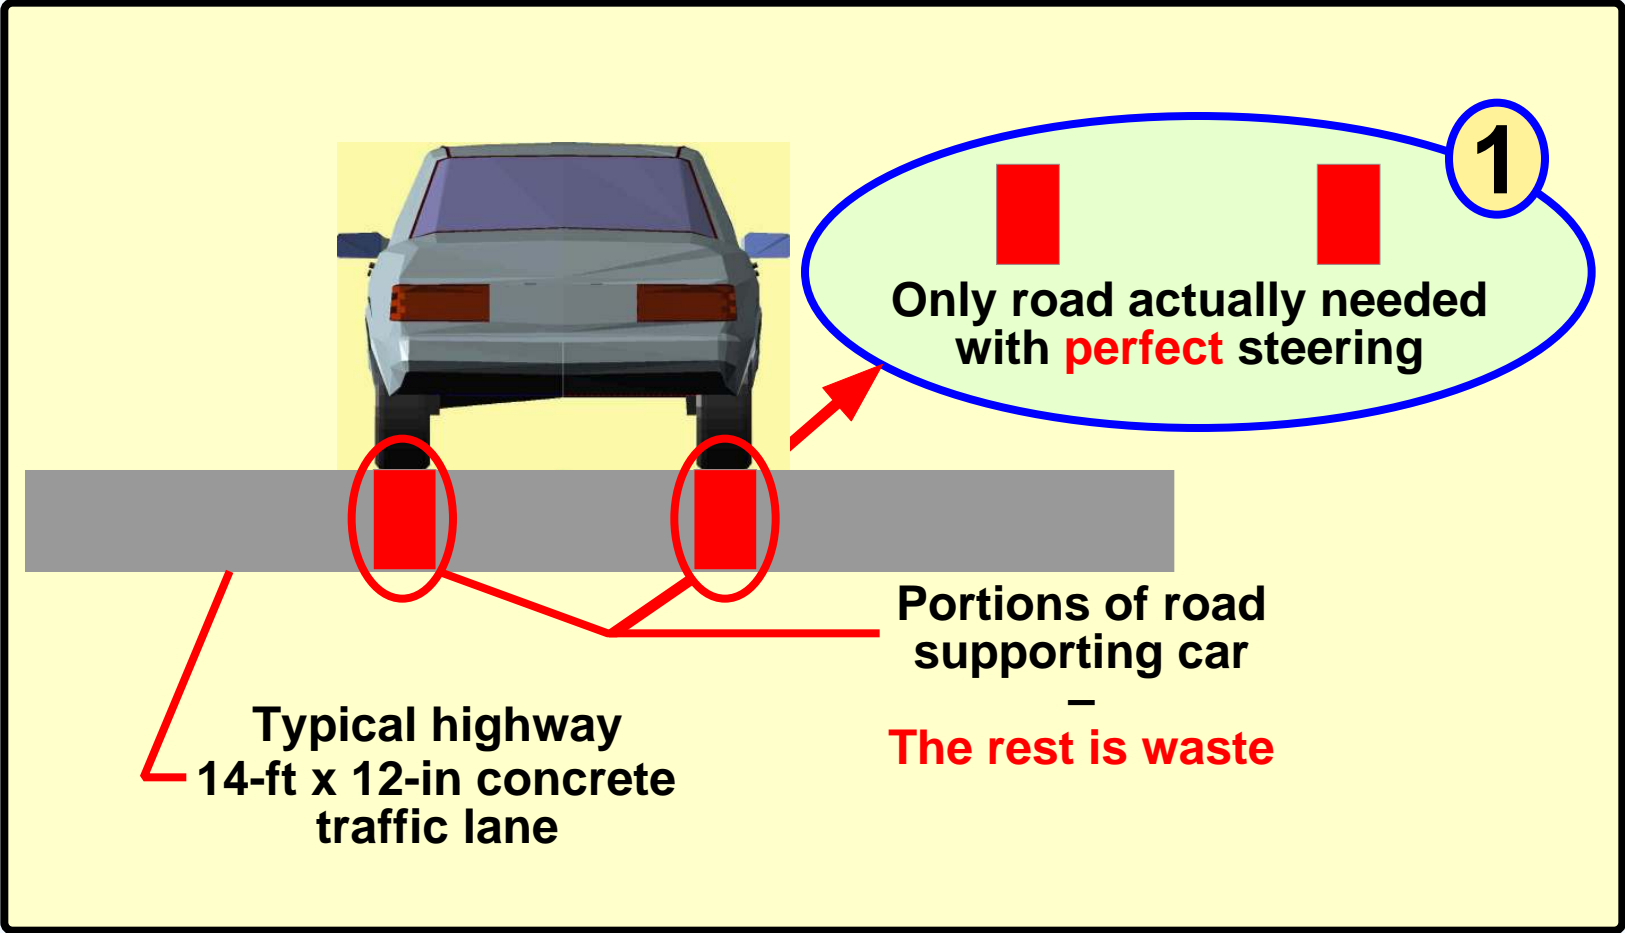 1
Only road actually needed
with perfect steering
Portions of road
supporting car
–
The rest is waste
Typical highway
14-ft x 12-in concrete
traffic lane